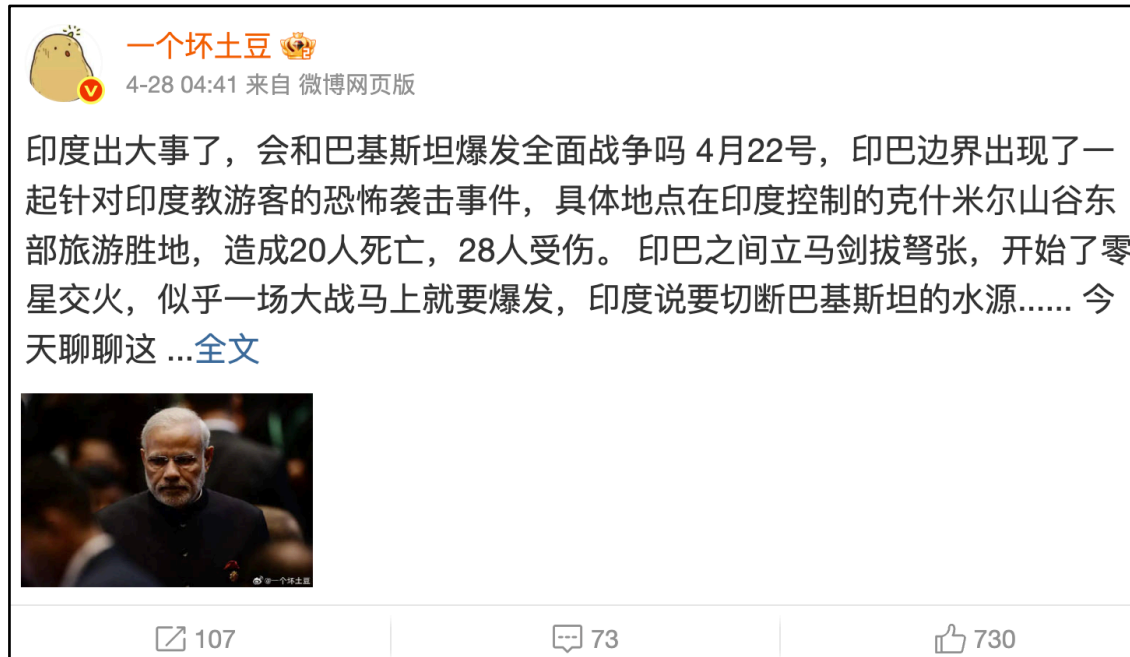 一个坏土豆
4-28 04:41 来自 微博网页版
印度出大事了，会和巴基斯坦爆发全面战争吗 4月22号，印巴边界出现了一
起针对印度教游客的恐怖袭击事件，具体地点在印度控制的克什米尔山谷东
部旅游胜地，造成20人死亡，28人受伤。 印巴之间立马剑拔弩张，开始了零
星交火，似乎一场大战马上就要爆发，印度说要切断巴基斯坦的水源...... 今
天聊聊这 ...全文
@一个坏土豆
107 73 730